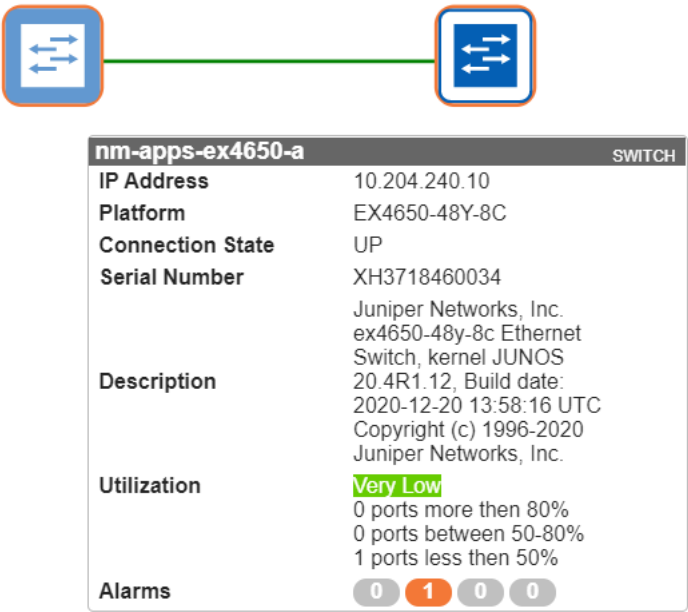 nm-apps-ex4650-a SWITCH
IP Address 10.204.240.10
Platform EX4650-48Y-8C
Connection State UP
Serial Number XH3718460034
Juniper Networks, Inc.
ex4650-48y-8c Ethernet
Switch, kernel JUNOS
Description 20.4R1.12, Build date:
2020-12-20 13:58:16 UTC
Copyright (c) 1996-2020
Juniper Networks, Inc.
Utilization Very Low
0 ports more then 80%
0 ports between 50-80%
1 ports less then 50%
Alarms 0 1 0 0